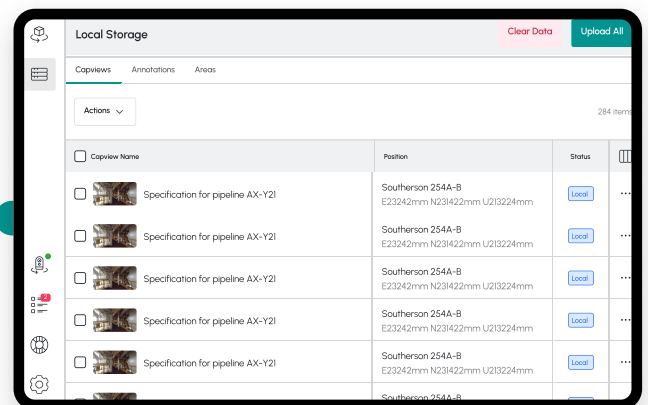 Local Storage
Clear Data
Upload All
Capviews
Annotations
Areas
Actions
284 items
Capview Name
Position
Status
Specification for pipeline AX-Y21
Southerson 254A-B
E23242mm N231422mm U213224mm
Local
Specification for pipeline AX-Y21
Southerson 254A-B
E23242mm N231422mm U213224mm
Local
Specification for pipeline AX-Y21
Southerson 254A-B
E23242mm N231422mm U213224mm
Local
2
Specification for pipeline AX-Y21
Southerson 254A-B
E23242mm N231422mm U213224mm
Local
Specification for pipeline AX-Y21
Southerson 254A-B
E23242mm N231422mm U213224mm
Local
Southerson 254A-B